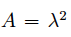 A = λ²